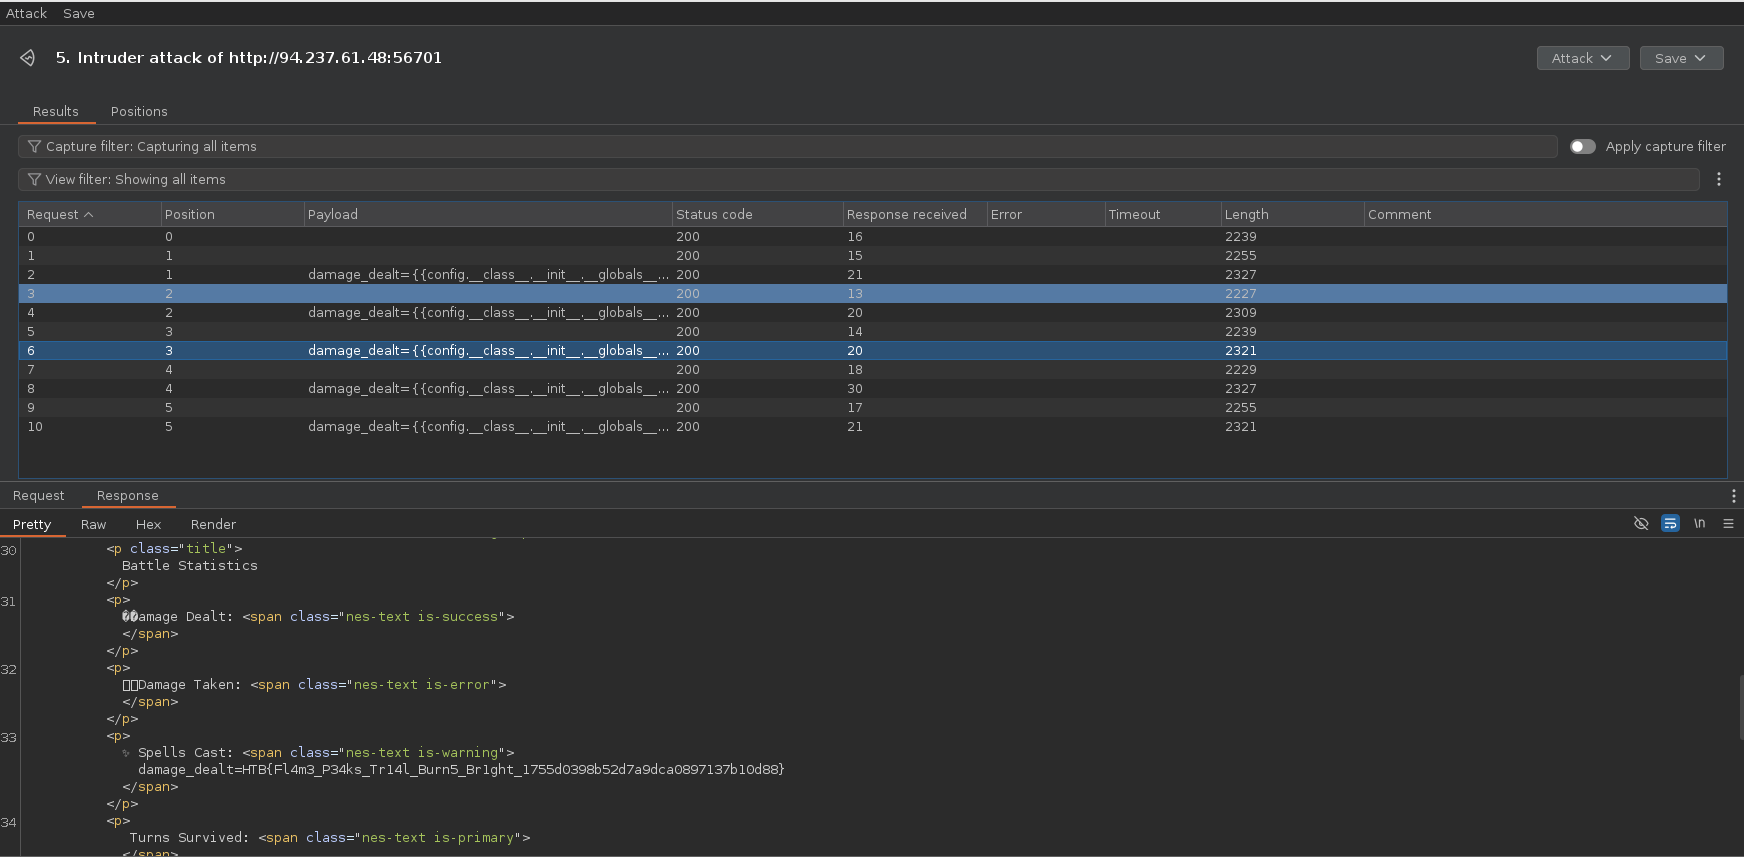 Attack Save
5. Intruder attack of http://94.237.61.48:56701
Attack Save
Results Positions
Capture filter: Capturing all items Apply capture filter
View filter: Showing all items
Request Position Payload Status code Response received Error Timeout Length Comment
0 0 200 16 2239
1 1 200 15 2255
2 1 damage_dealt={{config.__class__.__init__.__globals__... 200 21 2327
3 2 200 13 2227
4 2 damage_dealt={{config.__class__.__init__.__globals__... 200 20 2309
5 3 200 14 2239
6 3 damage_dealt={{config.__class__.__init__.__globals__... 200 20 2321
7 4 200 18 2229
8 4 damage_dealt={{config.__class__.__init__.__globals__... 200 30 2327
9 5 200 17 2255
10 5 damage_dealt={{config.__class__.__init__.__globals__... 200 21 2321
Request Response
Pretty Raw Hex Render \n
30 <p class="title">
Battle Statistics
</p>
31 <p>
��amage Dealt: <span class="nes-text is-success">
</span>
</p>
32 <p>
Damage Taken: <span class="nes-text is-error">
</span>
</p>
33 <p>
✨ Spells Cast: <span class="nes-text is-warning">
damage_dealt=HTB{Fl4m3_P34ks_Tr14l_Burn5_Br1ght_1755d0398b52d7a9dca0897137b10d88}
</span>
</p>
34 <p>
Turns Survived: <span class="nes-text is-primary">
</span>